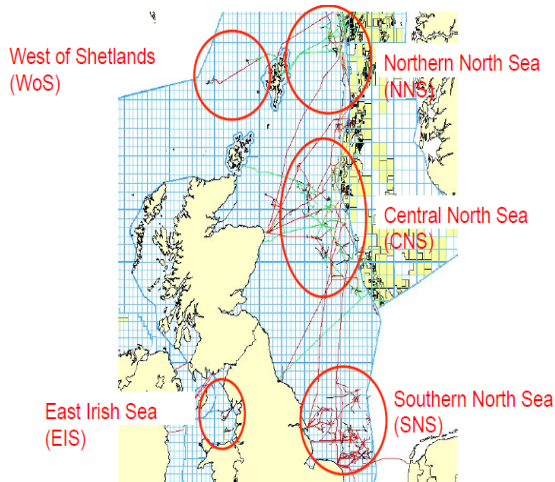 West of Shetlands
(WoS)
Northern North Sea
(NNS)
Central North Sea
(CNS)
East Irish Sea
(EIS)
Southern North Sea
(SNS)